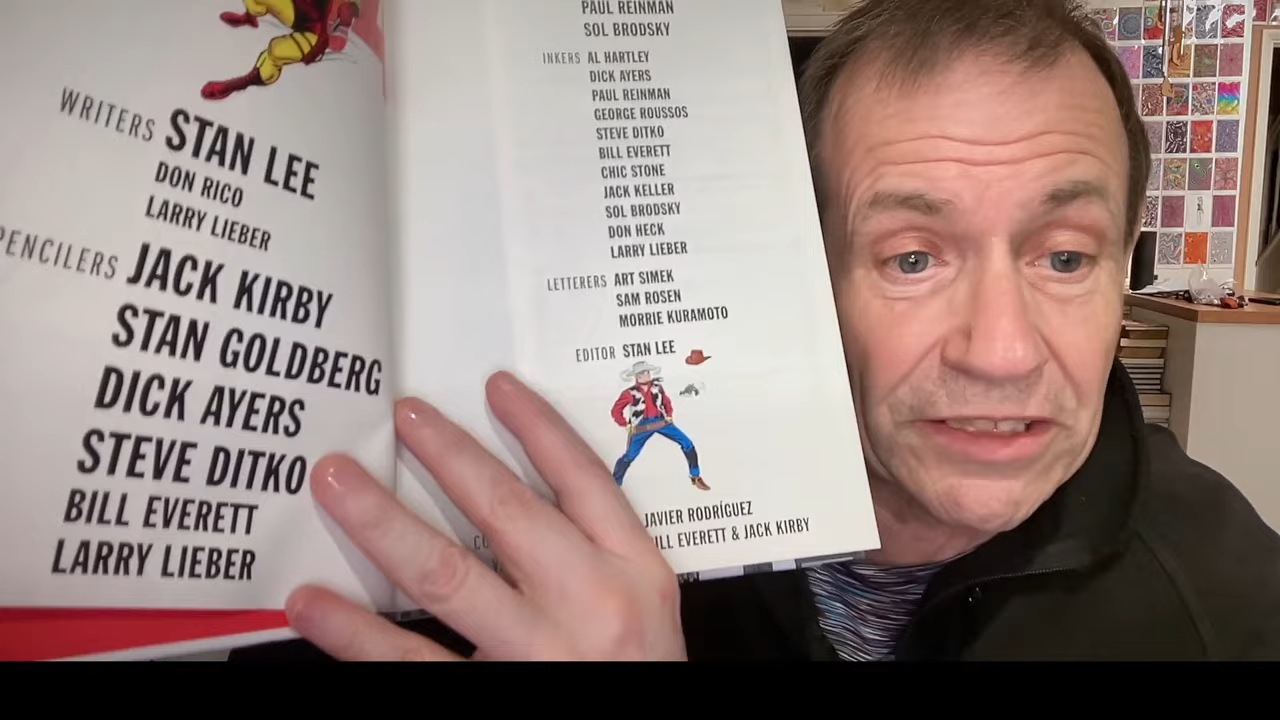 WRITERS STAN LEE
DON RICO
LARRY LIEBER
PENCILERS JACK KIRBY
STAN GOLDBERG
DICK AYERS
STEVE DITKO
BILL EVERETT
LARRY LIEBER
PAUL REINMAN
SOL BRODSKY
INKERS AL HARTLEY
DICK AYERS
PAUL REINMAN
GEORGE ROUSSOS
STEVE DITKO
BILL EVERETT
CHIC STONE
JACK KELLER
SOL BRODSKY
DON HECK
LARRY LIEBER
LETTERERS ART SIMEK
SAM ROSEN
MORRIE KURAMOTO
EDITOR STAN LEE
JAVIER RODRÍGUEZ
BILL EVERETT & JACK KIRBY